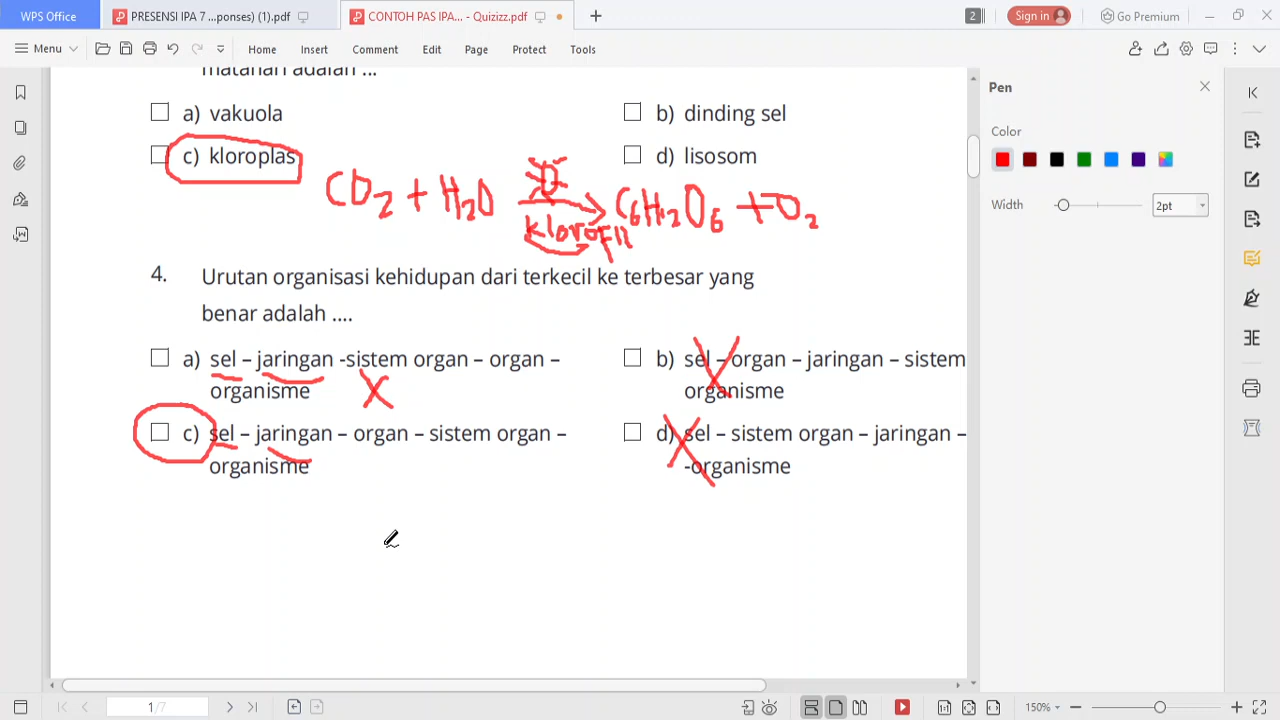 WPS Office
PRESENSI IPA 7 ...ponses) (1).pdf
CONTOH PAS IPA... - Quizizz.pdf
2
Sign in
Go Premium
Menu
Home
Insert
Comment
Edit
Page
Protect
Tools
matahari adalah ...
a) vakuola
b) dinding sel
c) kloroplas
d) lisosom
CO2 + H2O
klorofil
C6H12O6 + O2
4. Urutan organisasi kehidupan dari terkecil ke terbesar yang
benar adalah ....
a) sel – jaringan -sistem organ – organ –
organisme
b) sel – organ – jaringan – sistem
organisme
c) sel – jaringan – organ – sistem organ –
organisme
d) sel – sistem organ – jaringan –
-organisme
Pen
Color
Width
2pt
1/7
150%